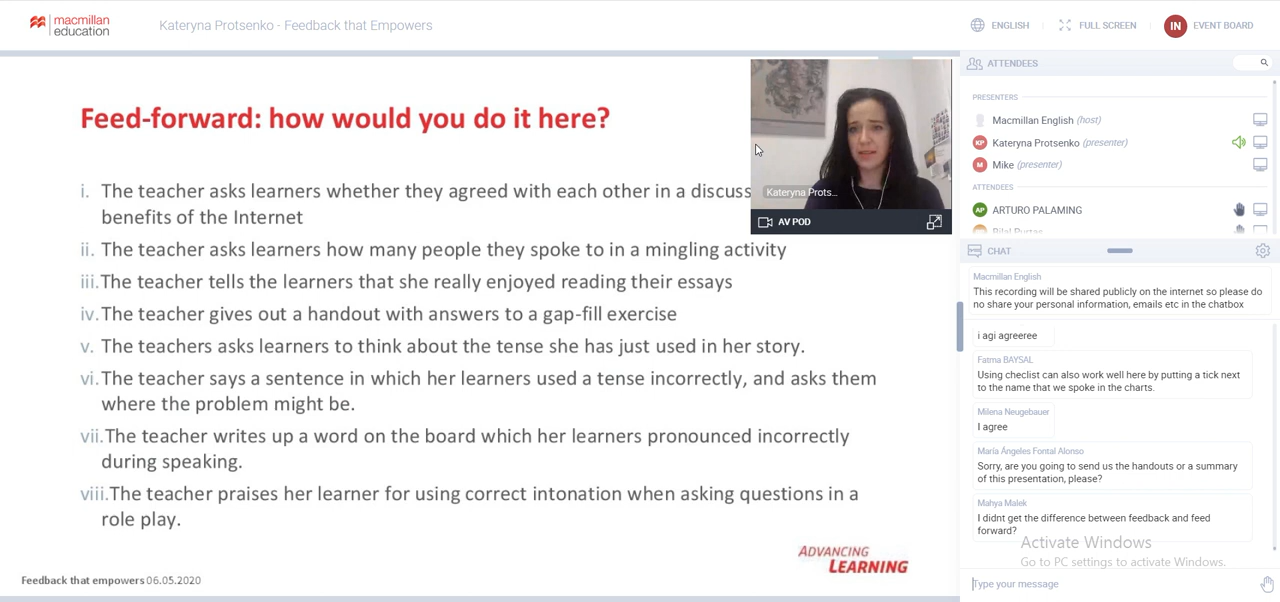 macmillan
education
Kateryna Protsenko - Feedback that Empowers
ENGLISH
FULL SCREEN
IN
EVENT BOARD
Feed-forward: how would you do it here?
i. The teacher asks learners whether they agreed with each other in a discuss
benefits of the Internet
ii. The teacher asks learners how many people they spoke to in a mingling activity
iii. The teacher tells the learners that she really enjoyed reading their essays
iv. The teacher gives out a handout with answers to a gap-fill exercise
v. The teachers asks learners to think about the tense she has just used in her story.
vi. The teacher says a sentence in which her learners used a tense incorrectly, and asks them
where the problem might be.
vii. The teacher writes up a word on the board which her learners pronounced incorrectly
during speaking.
viii. The teacher praises her learner for using correct intonation when asking questions in a
role play.
ADVANCING
LEARNING
Feedback that empowers 06.05.2020
Kateryna Prots...
AV POD
ATTENDEES
PRESENTERS
Macmillan English (host)
KP Kateryna Protsenko (presenter)
M Mike (presenter)
ATTENDEES
AP ARTURO PALAMING
CHAT
Macmillan English
This recording will be shared publicly on the internet so please do
no share your personal information, emails etc in the chatbox
i agi agreeree
Fatma BAYSAL
Using checlist can also work well here by putting a tick next
to the name that we spoke in the charts.
Milena Neugebauer
I agree
María Ángeles Fontal Alonso
Sorry, are you going to send us the handouts or a summary
of this presentation, please?
Mahya Malek
I didnt get the difference between feedback and feed
forward?
Activate Windows
Go to PC settings to activate Windows.
Type your message